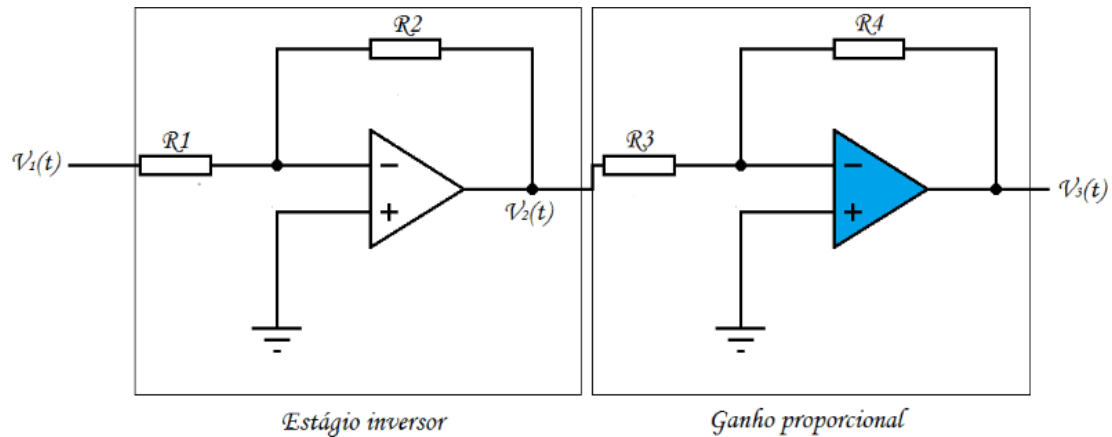 R2
R4
R1
R3
V₁(t)
−
−
+
+
V₂(t)
V₃(t)
Estágio inversor
Ganho proporcional